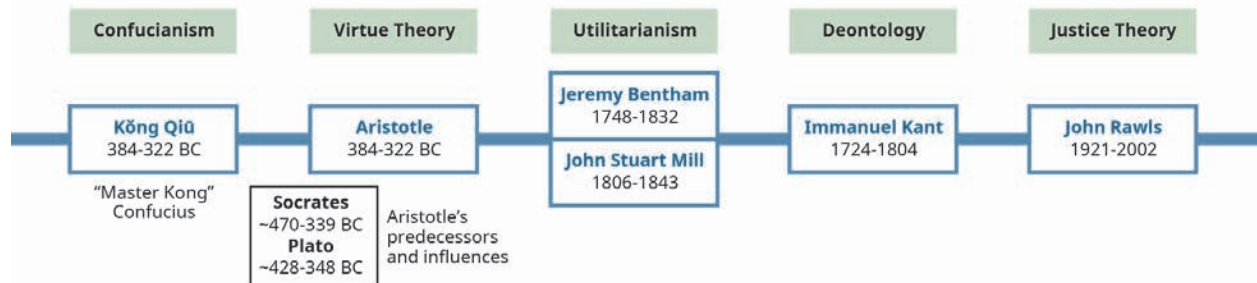 Confucianism
Virtue Theory
Utilitarianism
Deontology
Justice Theory
Kǒng Qiū
384-322 BC
"Master Kong"
Confucius
Aristotle
384-322 BC
Socrates
~470-339 BC
Plato
~428-348 BC
Aristotle's
predecessors
and influences
Jeremy Bentham
1748-1832
John Stuart Mill
1806-1843
Immanuel Kant
1724-1804
John Rawls
1921-2002